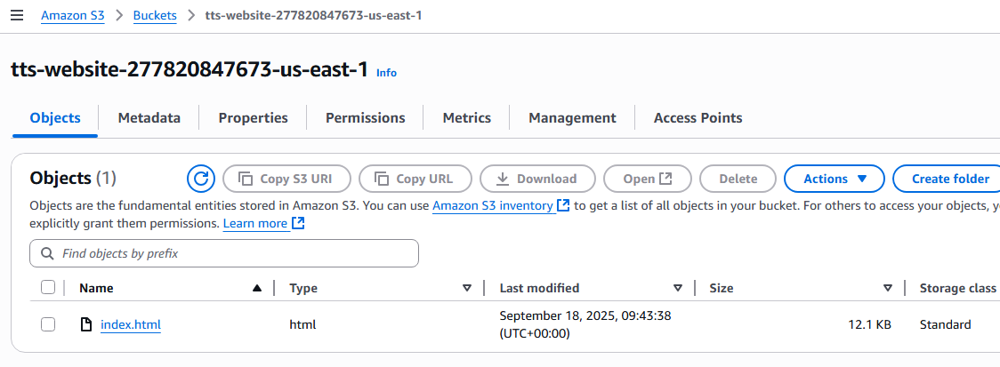 Amazon S3 > Buckets > tts-website-277820847673-us-east-1
tts-website-277820847673-us-east-1 Info
Objects Metadata Properties Permissions Metrics Management Access Points
Objects (1) Copy S3 URI Copy URL Download Open Delete Actions Create folder
Objects are the fundamental entities stored in Amazon S3. You can use Amazon S3 inventory to get a list of all objects in your bucket. For others to access your objects,
explicitly grant them permissions. Learn more
Find objects by prefix
Name Type Last modified Size Storage class
index.html html September 18, 2025, 09:43:38 (UTC+00:00) 12.1 KB Standard